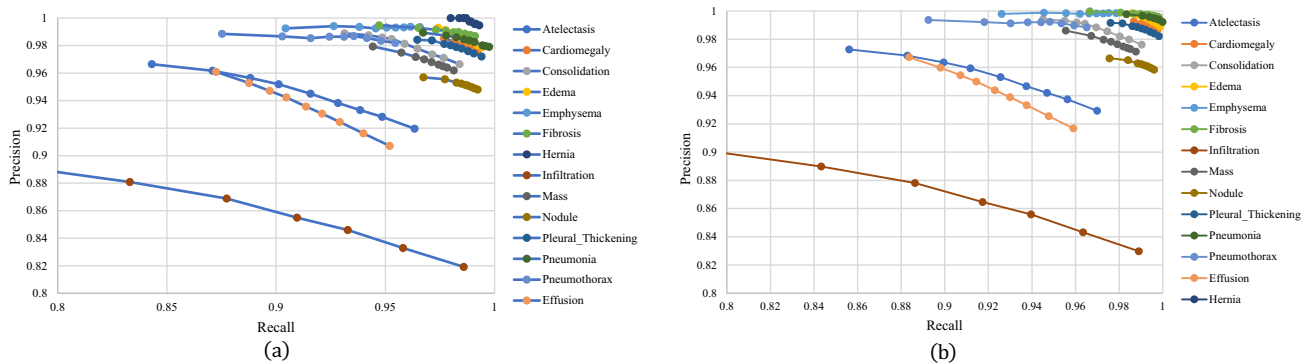 1
0.98
0.96
0.94
0.92
0.9
0.88
0.86
0.84
0.82
0.8
Precision
0.8
0.85
0.9
0.95
1
Recall
Atelectasis
Cardiomegaly
Consolidation
Edema
Emphysema
Fibrosis
Hernia
Infiltration
Mass
Nodule
Pleural_Thickening
Pneumonia
Pneumothorax
Effusion
(a)
1
0.98
0.96
0.94
0.92
0.9
0.88
0.86
0.84
0.82
0.8
Precision
0.8
0.82
0.84
0.86
0.88
0.9
0.92
0.94
0.96
0.98
1
Recall
Atelectasis
Cardiomegaly
Consolidation
Edema
Emphysema
Fibrosis
Infiltration
Mass
Nodule
Pleural_Thickening
Pneumonia
Pneumothorax
Effusion
Hernia
(b)